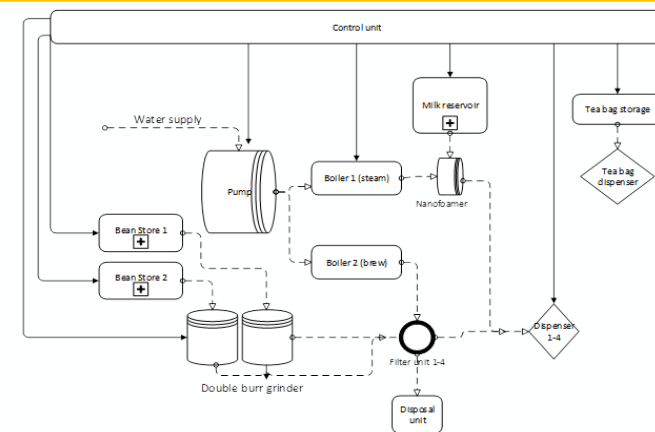 Control unit
Water supply
Milk reservoir
Tea bag storage
Pump
Boiler 1 (steam)
Tea bag
dispenser
Nanofoamer
Bean Store 1
Bean Store 2
Boiler 2 (brew)
Dispenser
1-4
Filter unit 1-4
Double burr grinder
Disposal
unit